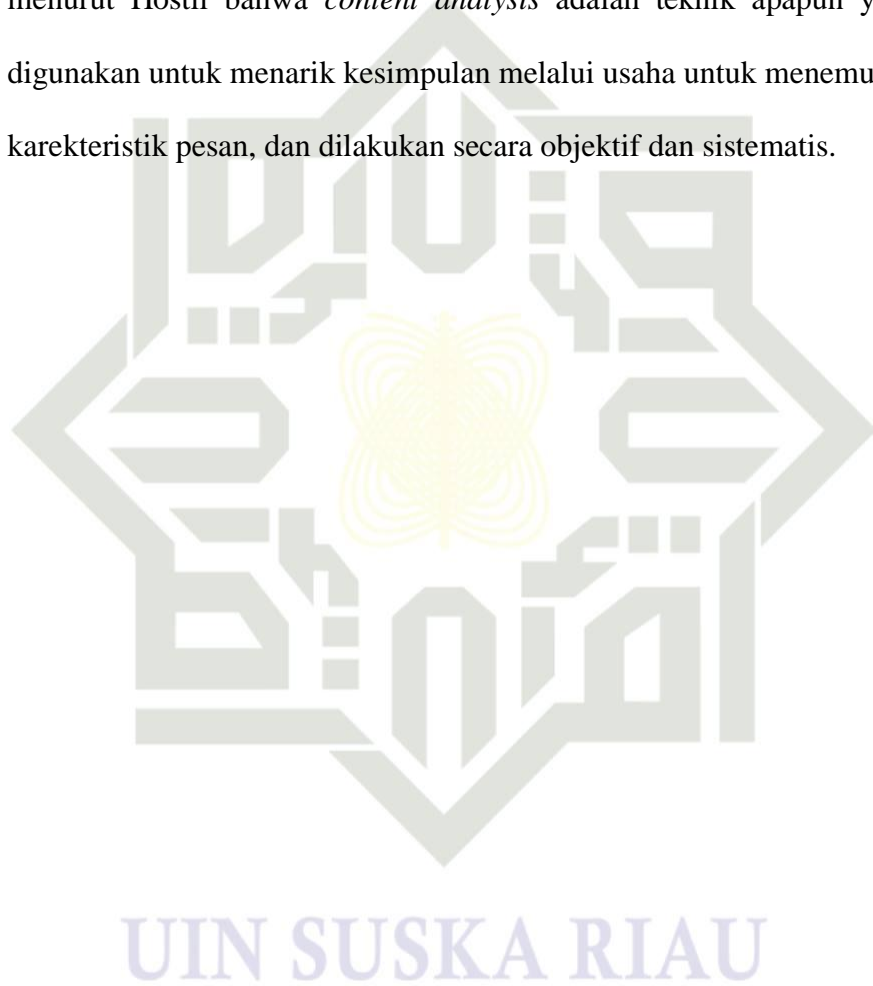 menurut Hostli bahwa content analysis adalah teknik apapun y
digunakan untuk menarik kesimpulan melalui usaha untuk menemu
karekteristik pesan, dan dilakukan secara objektif dan sistematis.
UIN SUSKA RIAU